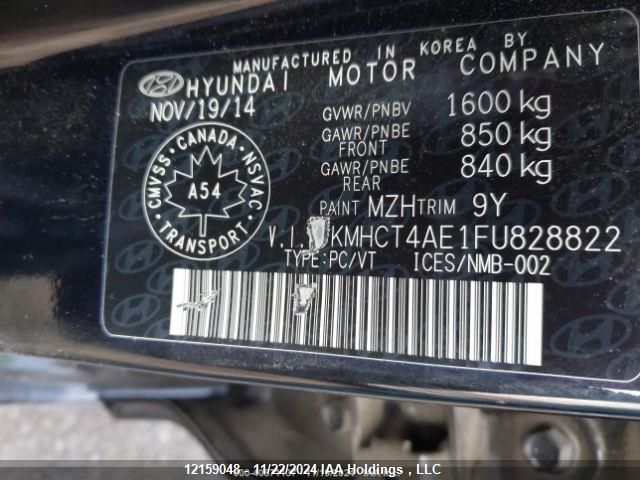 MANUFACTURED IN KOREA BY
HYUNDAI MOTOR COMPANY
NOV/19/14
GVWR/PNBV 1600 kg
GAWR/PNBE FRONT 850 kg
GAWR/PNBE REAR 840 kg
CMVSS · CANADA · NSVAC
A54
TRANSPORT
PAINT MZH TRIM 9Y
V.I. KMHCT4AE1FU828822
TYPE:PC/VT ICES/NMB-002
12159048 - 11/22/2024 IAA Holdings , LLC